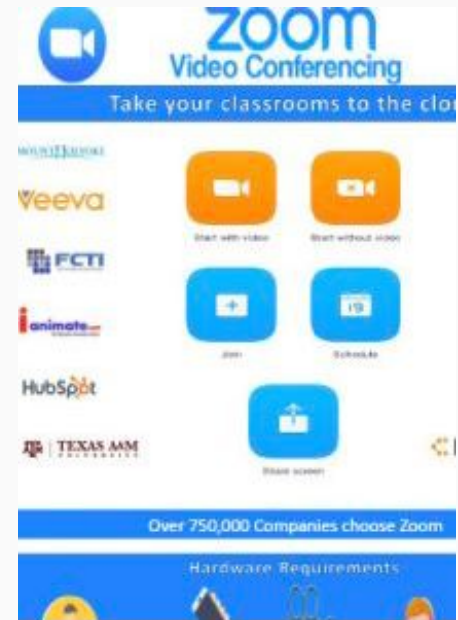 zoom
Video Conferencing
Take your classrooms to the clo
Veeva
Start with video
Start without video
FCTI
animate
+
19
Join
Schedule
HubSpot
TEXAS A&M
UNIVERSITY
Share screen
Over 750,000 Companies choose Zoom
Hardware Requirements